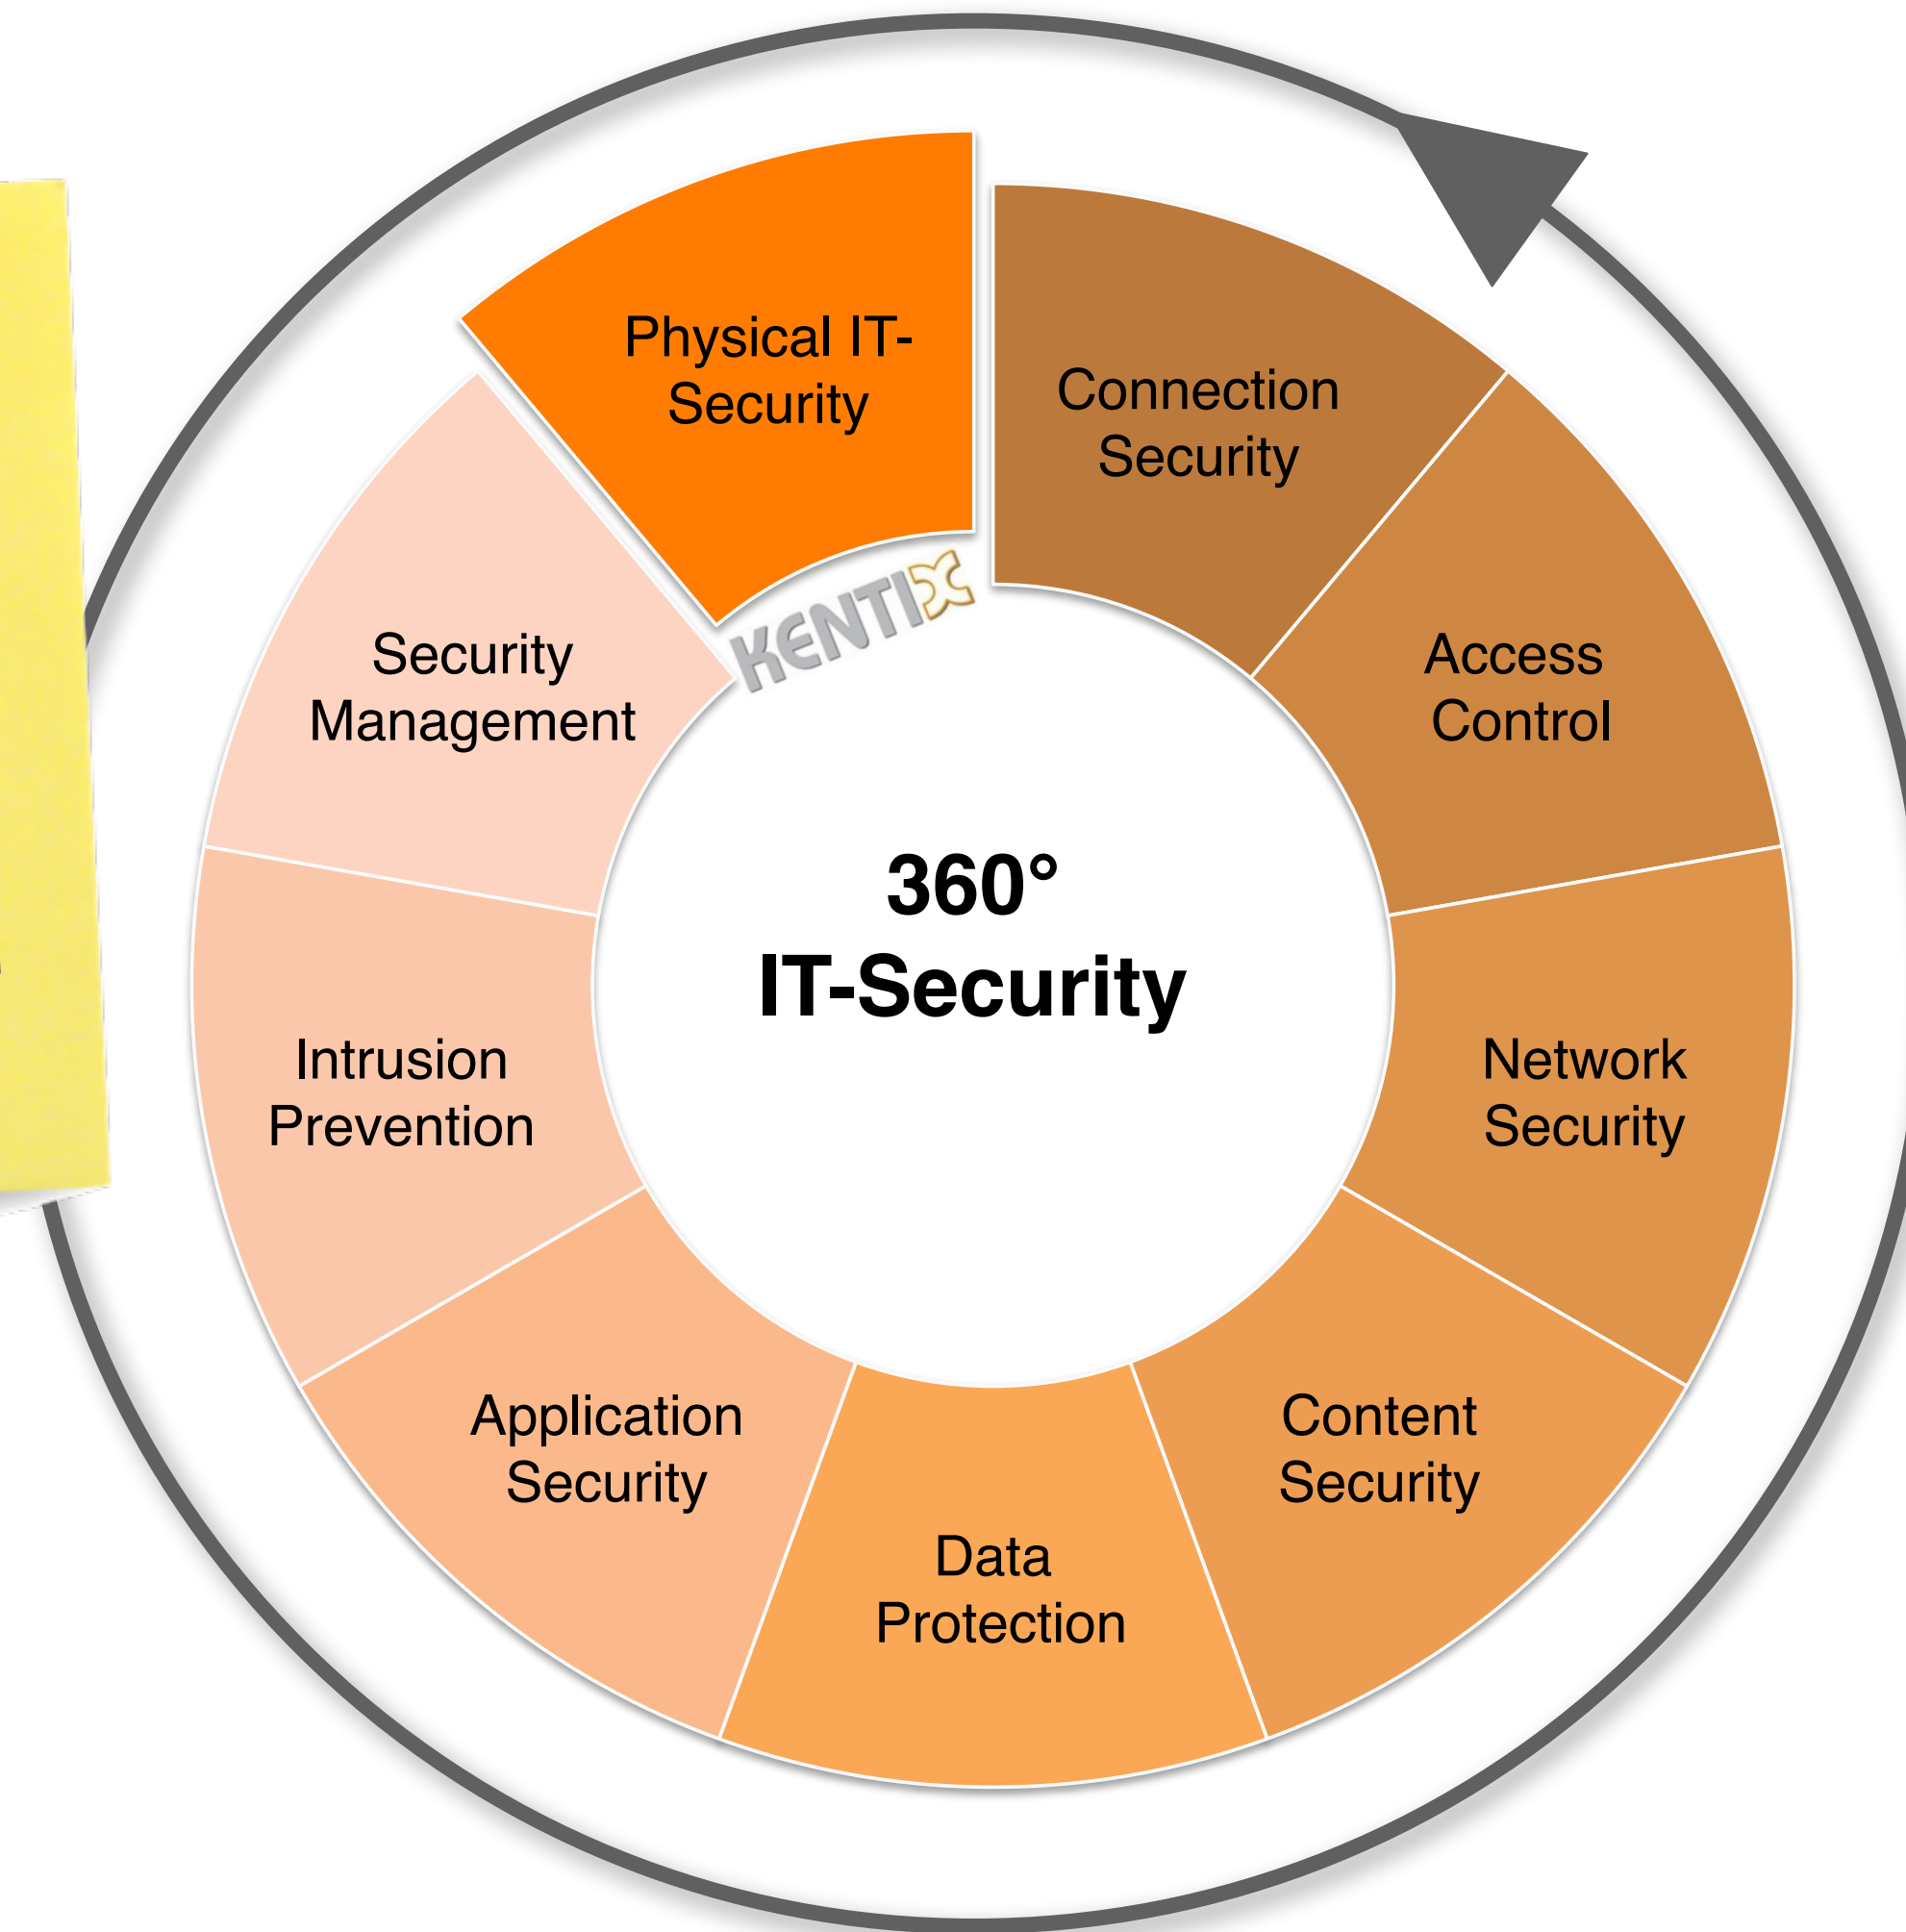 Physical IT-
Security
Connection
Security
Access
Control
Network
Security
Content
Security
Data
Protection
Application
Security
Intrusion
Prevention
Security
Management
KENTIX
360°
IT-Security